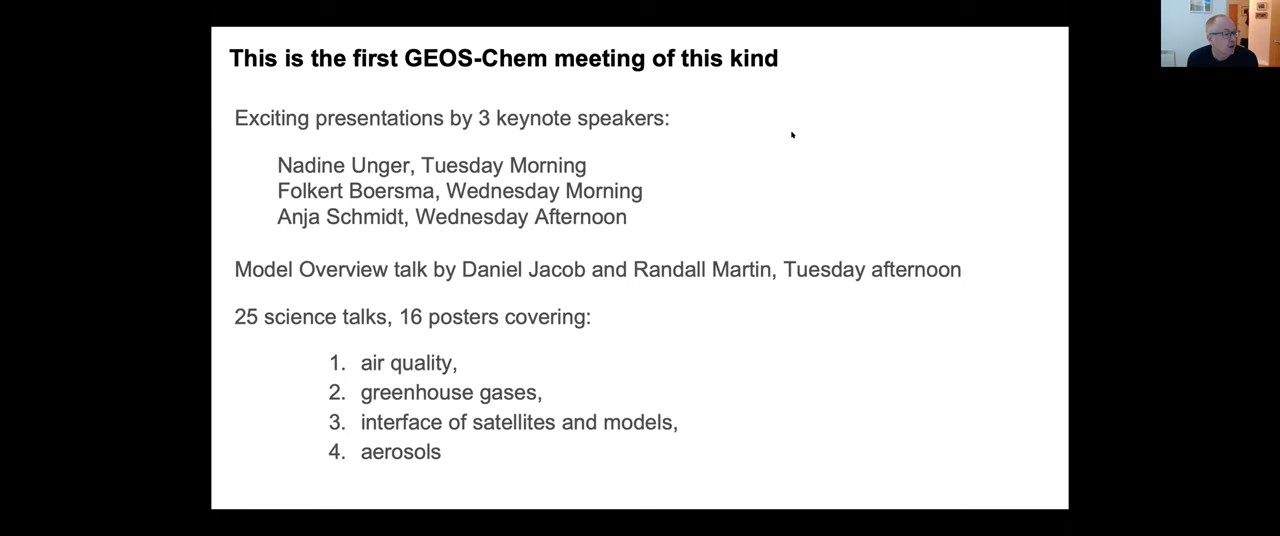 This is the first GEOS-Chem meeting of this kind
Exciting presentations by 3 keynote speakers:
Nadine Unger, Tuesday Morning
Folkert Boersma, Wednesday Morning
Anja Schmidt, Wednesday Afternoon
Model Overview talk by Daniel Jacob and Randall Martin, Tuesday afternoon
25 science talks, 16 posters covering:
1. air quality,
2. greenhouse gases,
3. interface of satellites and models,
4. aerosols